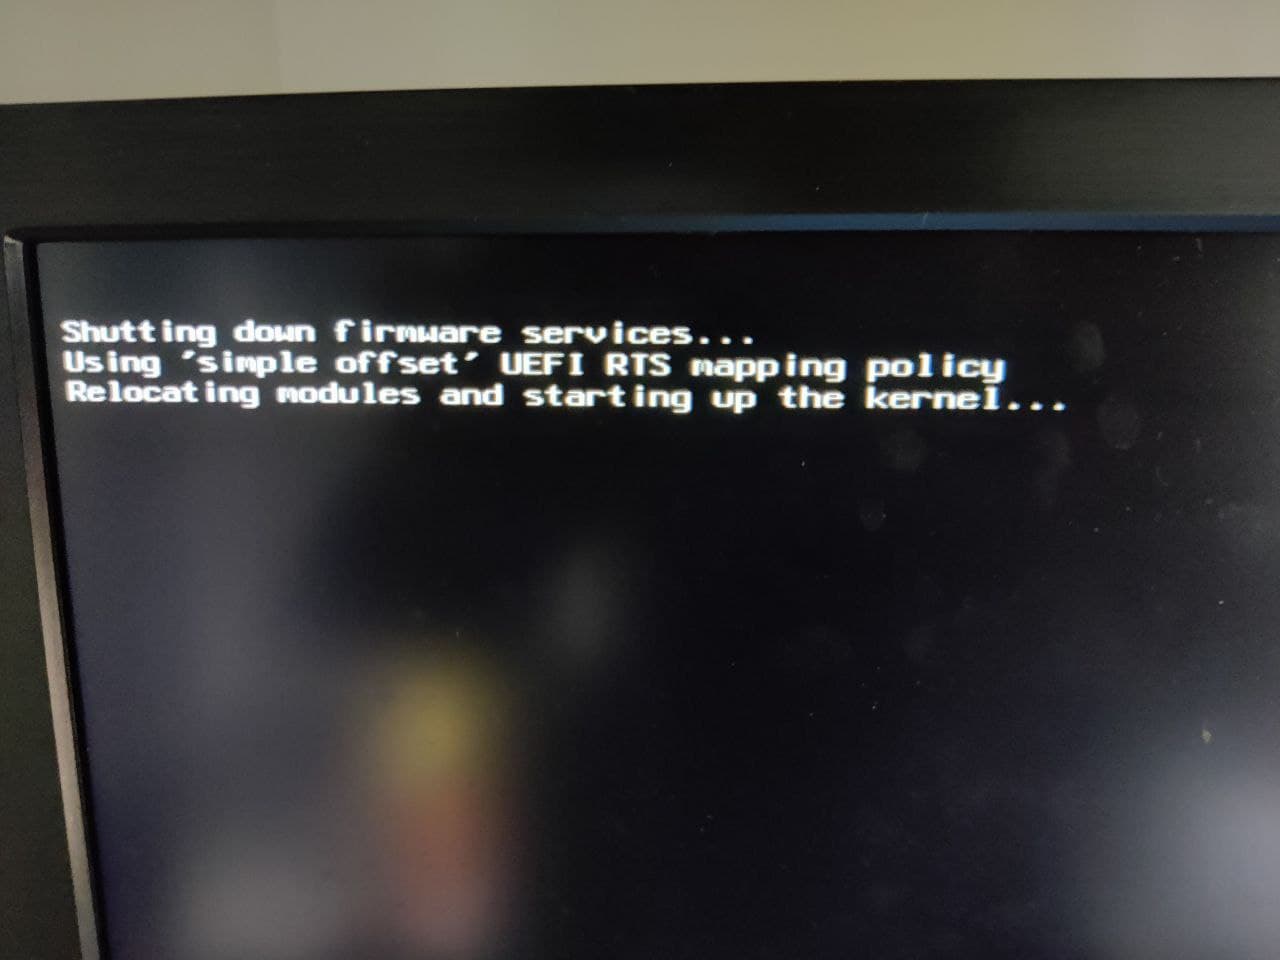 Shutting down firmware services...
Using 'simple offset' UEFI RTS mapping policy
Relocating modules and starting up the kernel...